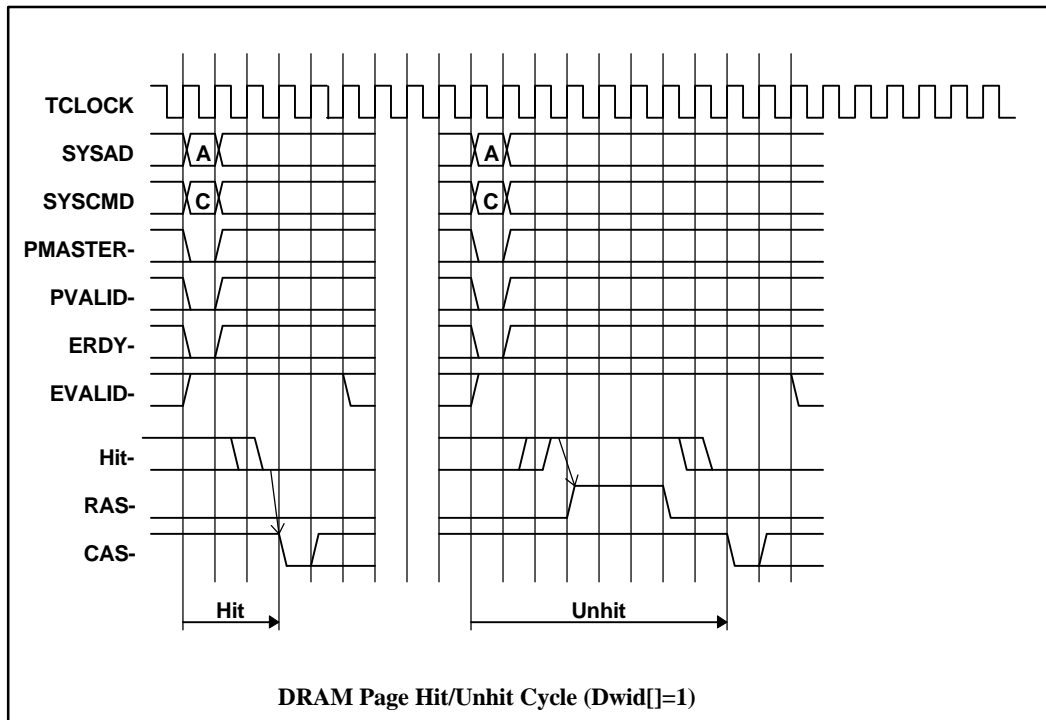 TCLOCK
SYSAD A A
SYSCMD C C
PMASTER-
PVALID-
ERDY-
EVALID-
Hit-
RAS-
CAS-
Hit Unhit
DRAM Page Hit/Unhit Cycle (Dwid[]=1)